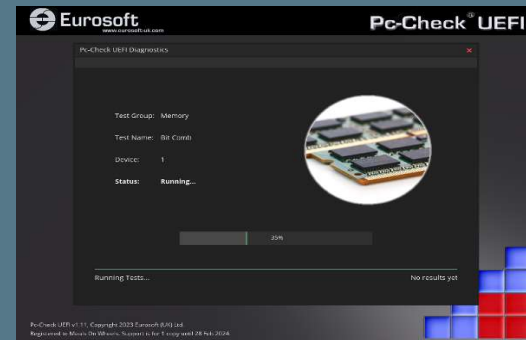 Eurosoft
www.eurosoft-uk.com
Pc-Check® UEFI
Pc-Check UEFI Diagnostics
Test Group: Memory
Test Name: Bit Comb
Device: 1
Status: Running...
35%
Running Tests... No results yet
Pc-Check UEFI v1.11, Copyright 2023 Eurosoft (UK) Ltd.
Registered to Meals On Wheels. Support is for 1 copy until 28 Feb 2024